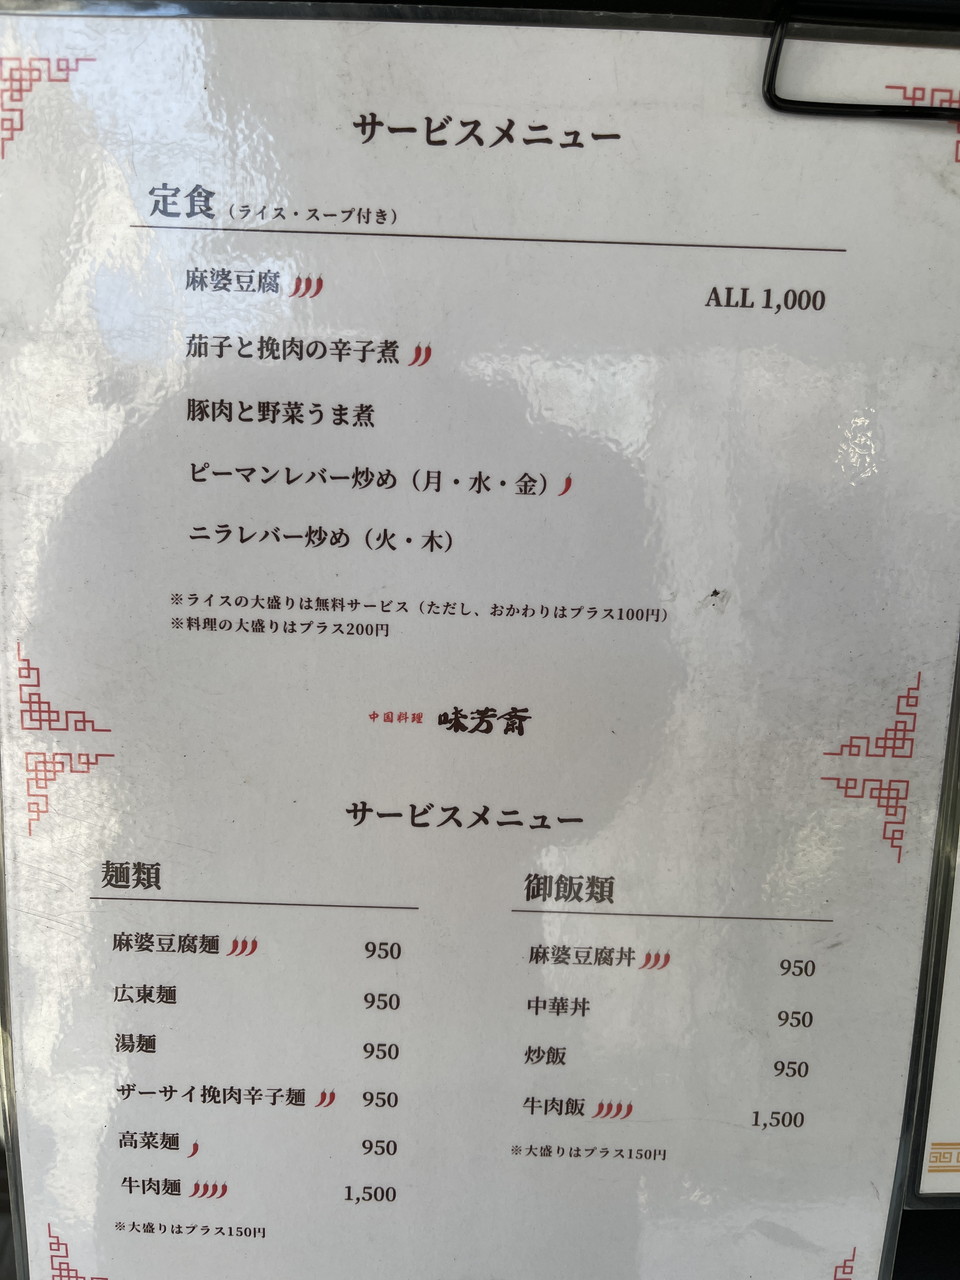 サービスメニュー
定食（ライス・スープ付き）
麻婆豆腐
ALL 1,000
茄子と挽肉の辛子煮
豚肉と野菜うま煮
ピーマンレバー炒め（月・水・金）
ニラレバー炒め（火・木）
※ライスの大盛りは無料サービス（ただし、おかわりはプラス100円）
※料理の大盛りはプラス200円
中国料理 味芳斎
サービスメニュー
麺類
麻婆豆腐麺 950
広東麺 950
湯麺 950
ザーサイ挽肉辛子麺 950
高菜麺 950
牛肉麺 1,500
※大盛りはプラス150円
御飯類
麻婆豆腐丼 950
中華丼 950
炒飯 950
牛肉飯 1,500
※大盛りはプラス150円